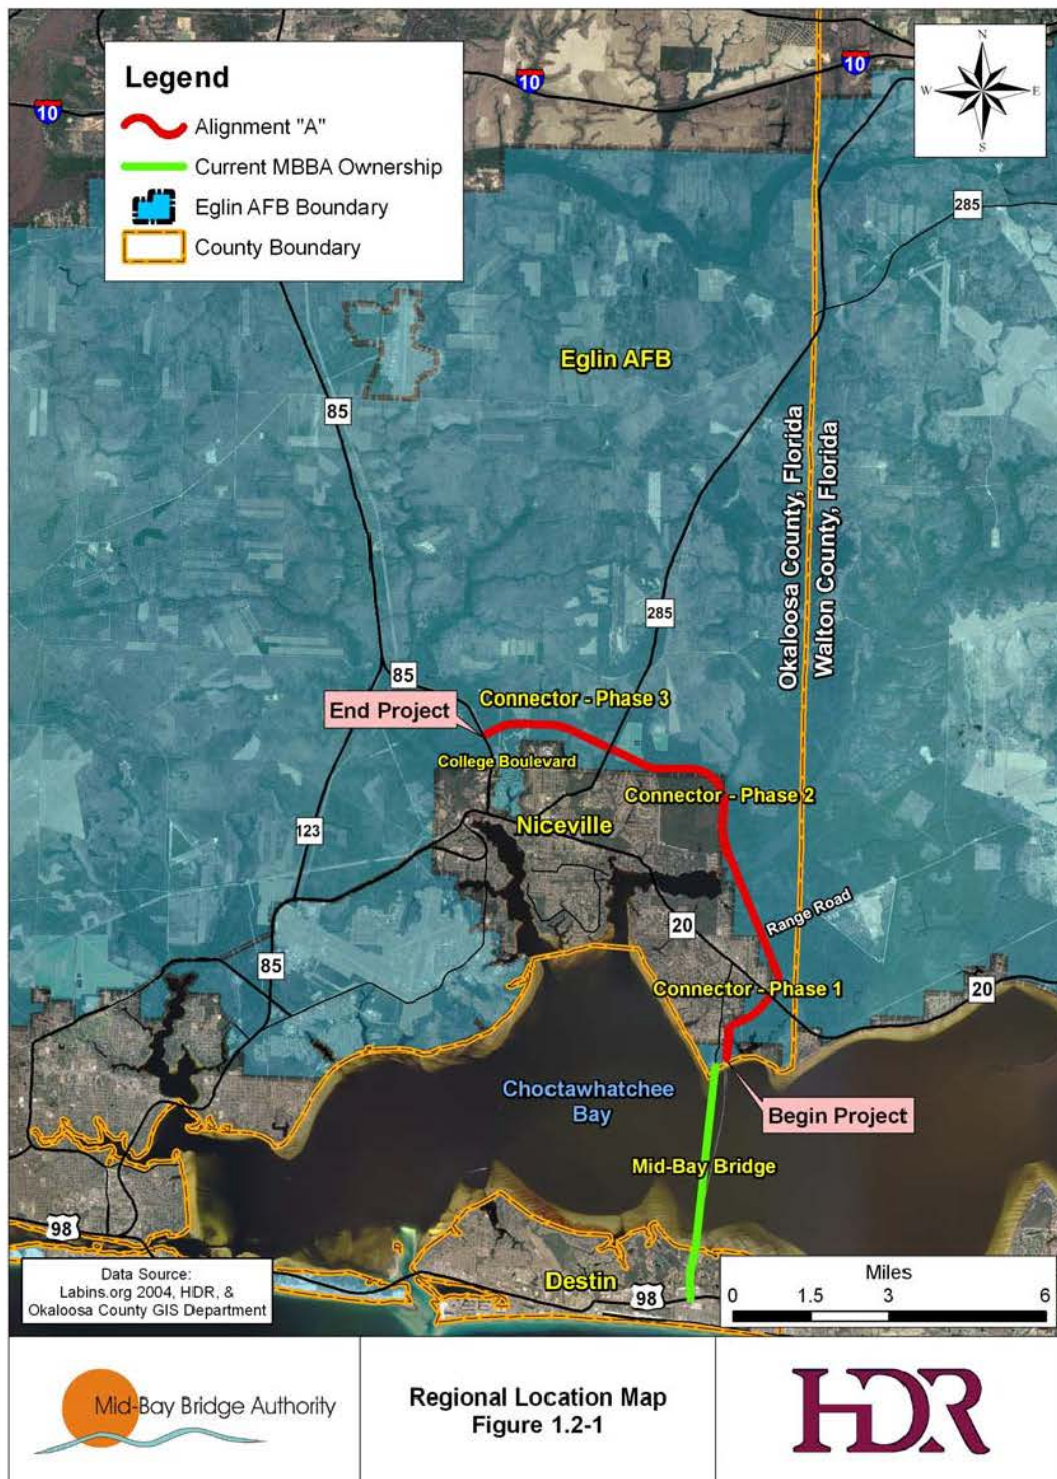 Legend
Alignment "A"
Current MBBA Ownership
Eglin AFB Boundary
County Boundary
10
10
10
N
W
E
S
285
Eglin AFB
85
Okaloosa County, Florida
Walton County, Florida
285
85
End Project
Connector - Phase 3
College Boulevard
Connector - Phase 2
Niceville
123
Range Road
20
85
Connector - Phase 1
20
Choctawhatchee
Bay
Begin Project
Mid-Bay Bridge
98
Data Source:
Labins.org 2004, HDR, &
Okaloosa County GIS Department
Destin
98
Miles
0 1.5 3 6
Mid-Bay Bridge Authority
Regional Location Map
Figure 1.2-1
HDR